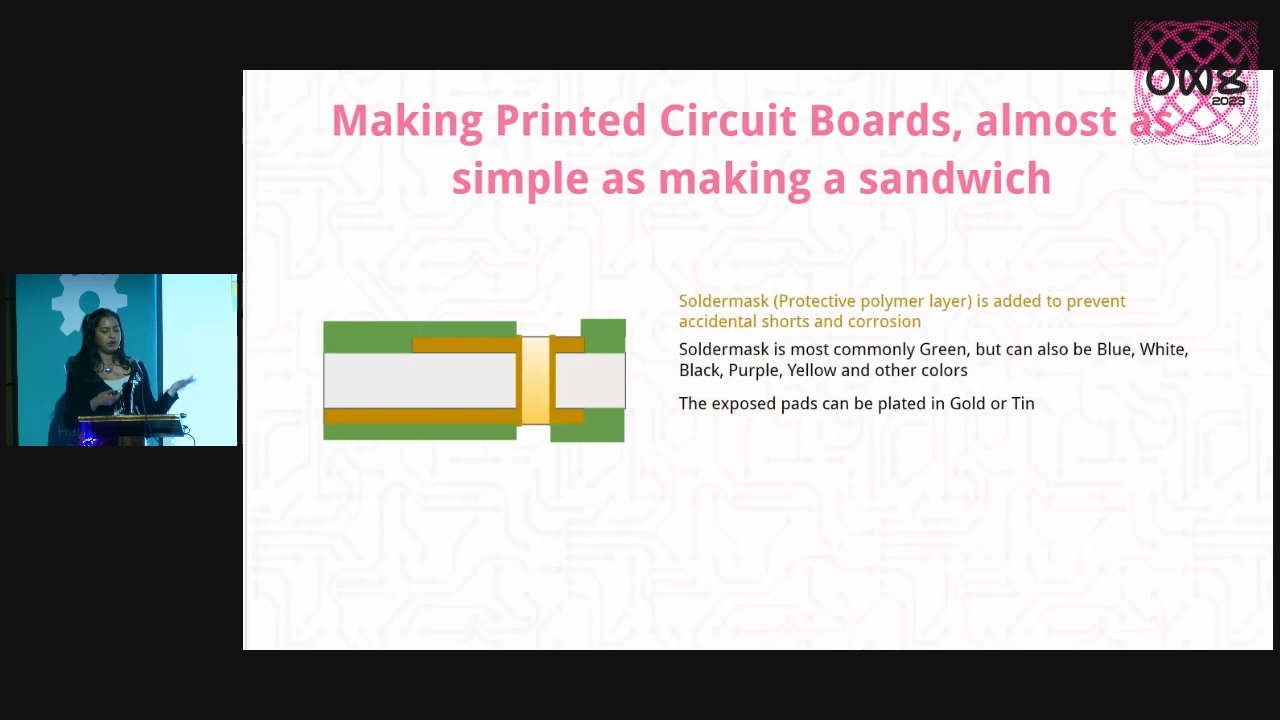 Making Printed Circuit Boards, almost as
simple as making a sandwich
OW8
2023
Soldermask (Protective polymer layer) is added to prevent
accidental shorts and corrosion
Soldermask is most commonly Green, but can also be Blue, White,
Black, Purple, Yellow and other colors
The exposed pads can be plated in Gold or Tin